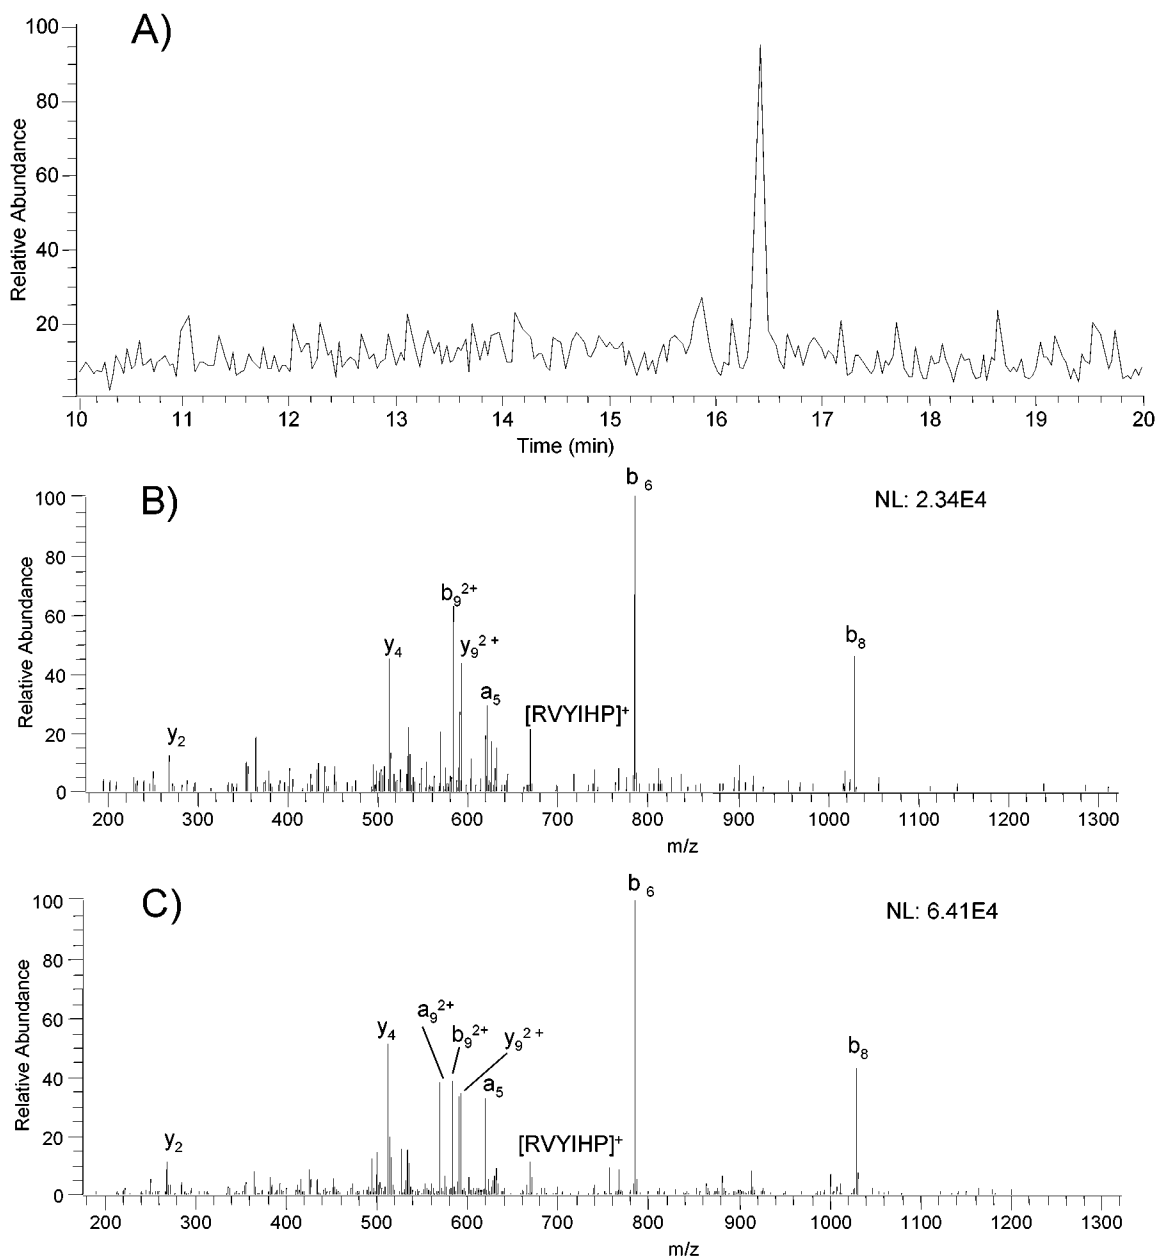 A)
Relative Abundance
100
80
60
40
20
10 11 12 13 14 15 16 17 18 19 20
Time (min)
B)
NL: 2.34E4
Relative Abundance
100
80
60
40
20
0
b 6
b9 2+
y4
y9 2 +
a5
[RVYIHP]+
b8
y2
200 300 400 500 600 700 800 900 1000 1100 1200 1300
m/z
C)
NL: 6.41E4
Relative Abundance
100
80
60
40
20
0
b 6
a9 2+
y4
b9 2+
y9 2 +
a5
b8
[RVYIHP]+
y2
200 300 400 500 600 700 800 900 1000 1100 1200 1300
m/z